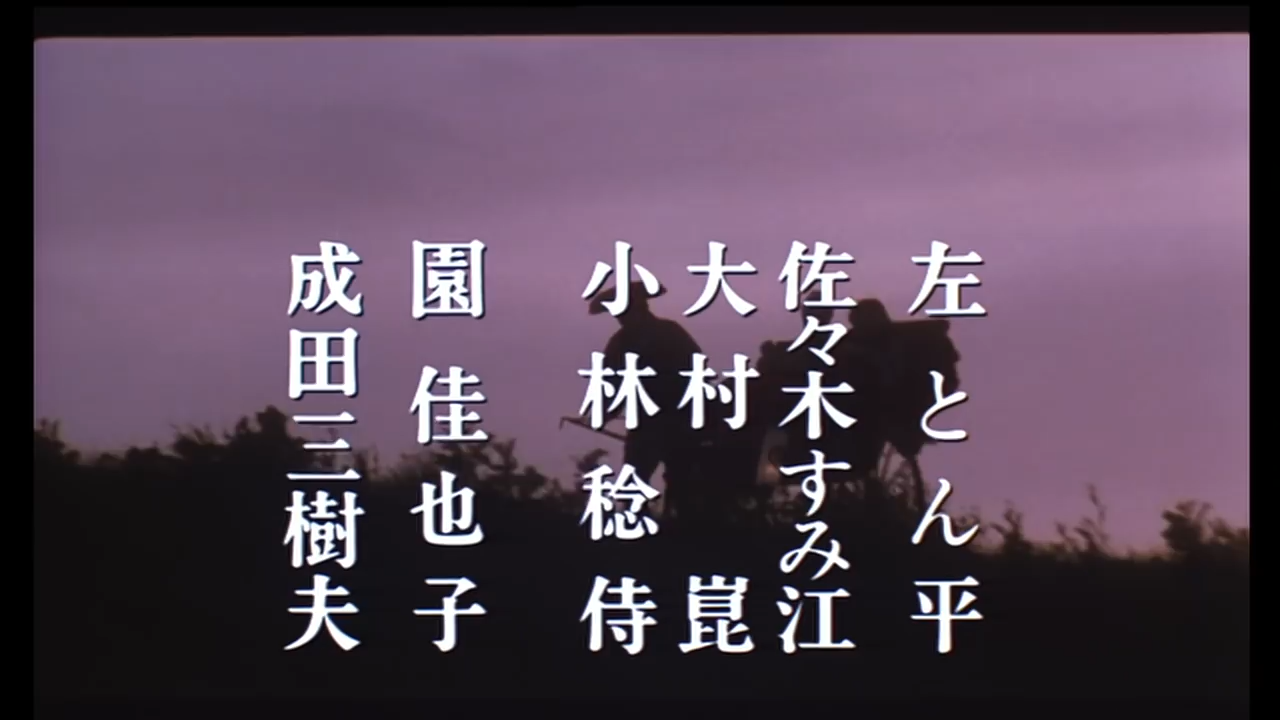 左とん平
佐々木すみ江
大村崑
小林稔侍
園佳也子
成田三樹夫